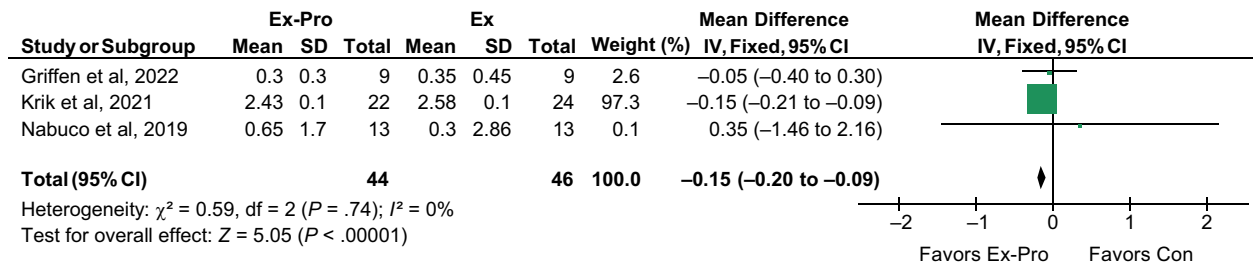 Ex-Pro Ex Mean Difference Mean Difference
Study or Subgroup Mean SD Total Mean SD Total Weight (%) IV, Fixed, 95% CI IV, Fixed, 95% CI
Griffen et al, 2022 0.3 0.3 9 0.35 0.45 9 2.6 –0.05 (–0.40 to 0.30)
Krik et al, 2021 2.43 0.1 22 2.58 0.1 24 97.3 –0.15 (–0.21 to –0.09)
Nabuco et al, 2019 0.65 1.7 13 0.3 2.86 13 0.1 0.35 (–1.46 to 2.16)
Total (95% CI) 44 46 100.0 –0.15 (–0.20 to –0.09)
Heterogeneity: χ² = 0.59, df = 2 (P = .74); I² = 0%
Test for overall effect: Z = 5.05 (P < .00001)
–2 –1 0 1 2
Favors Ex-Pro Favors Con